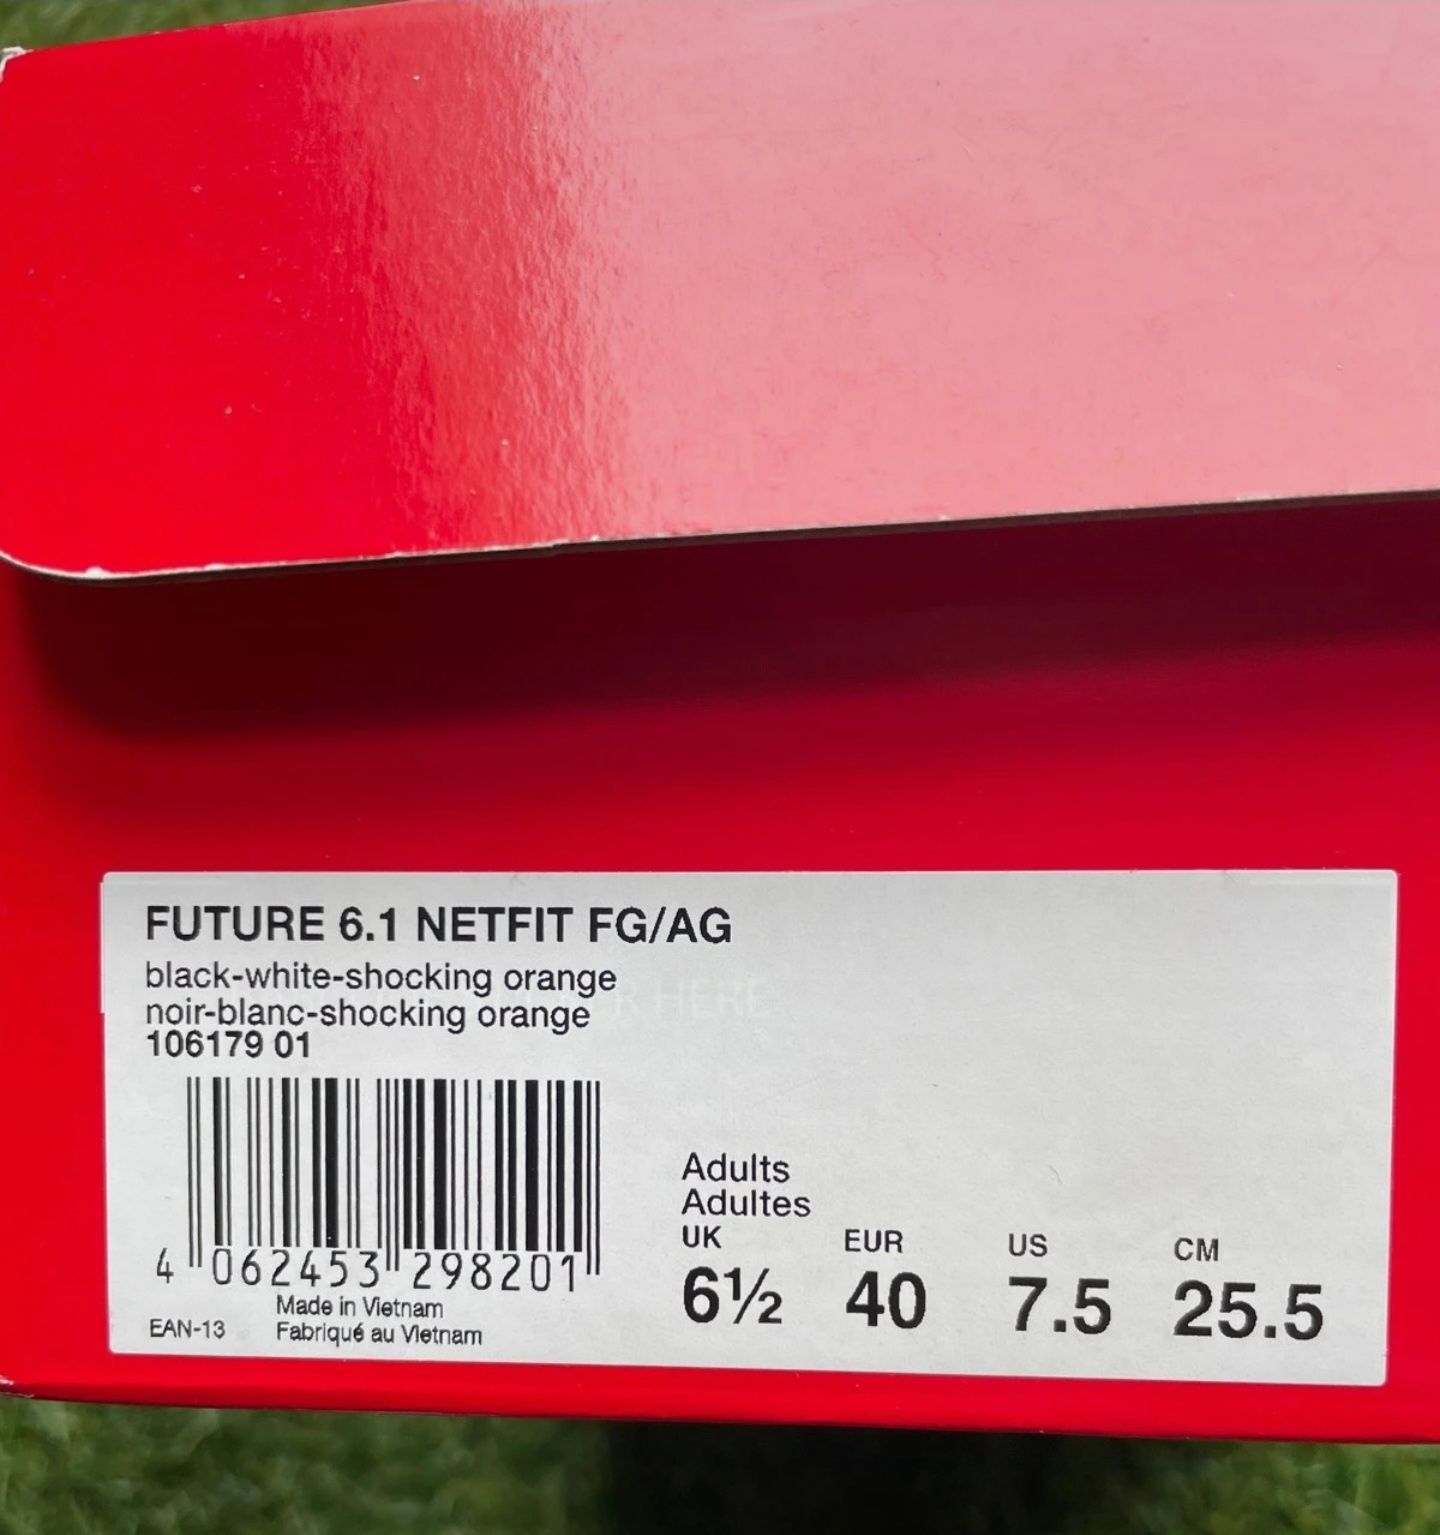 FUTURE 6.1 NETFIT FG/AG
black-white-shocking orange
noir-blanc-shocking orange
R HERE
106179 01
4 062453 298201
EAN-13
Made in Vietnam
Fabriqué au Vietnam
Adults
Adultes
UK EUR US CM
6½ 40 7.5 25.5